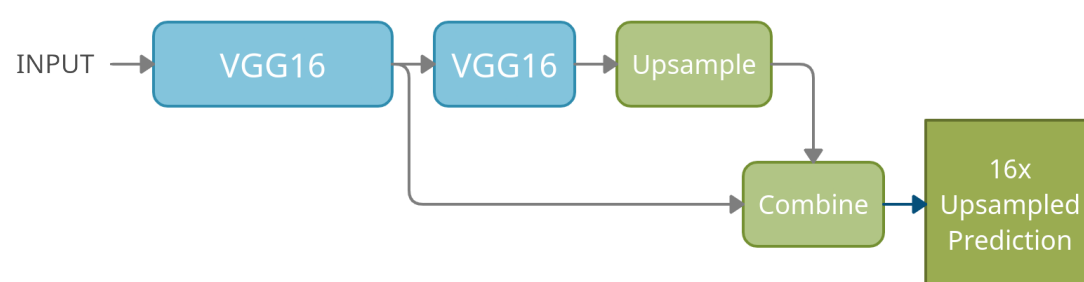 INPUT
VGG16
VGG16
Upsample
Combine
16x
Upsampled
Prediction